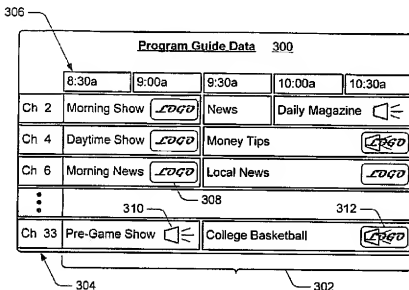 306
Program Guide Data 300
8:30a 9:00a 9:30a 10:00a 10:30a
Ch 2 Morning Show LOGO News Daily Magazine
Ch 4 Daytime Show LOGO Money Tips LOGO
Ch 6 Morning News LOGO Local News LOGO
308
310 312
Ch 33 Pre-Game Show College Basketball LOGO
304 302